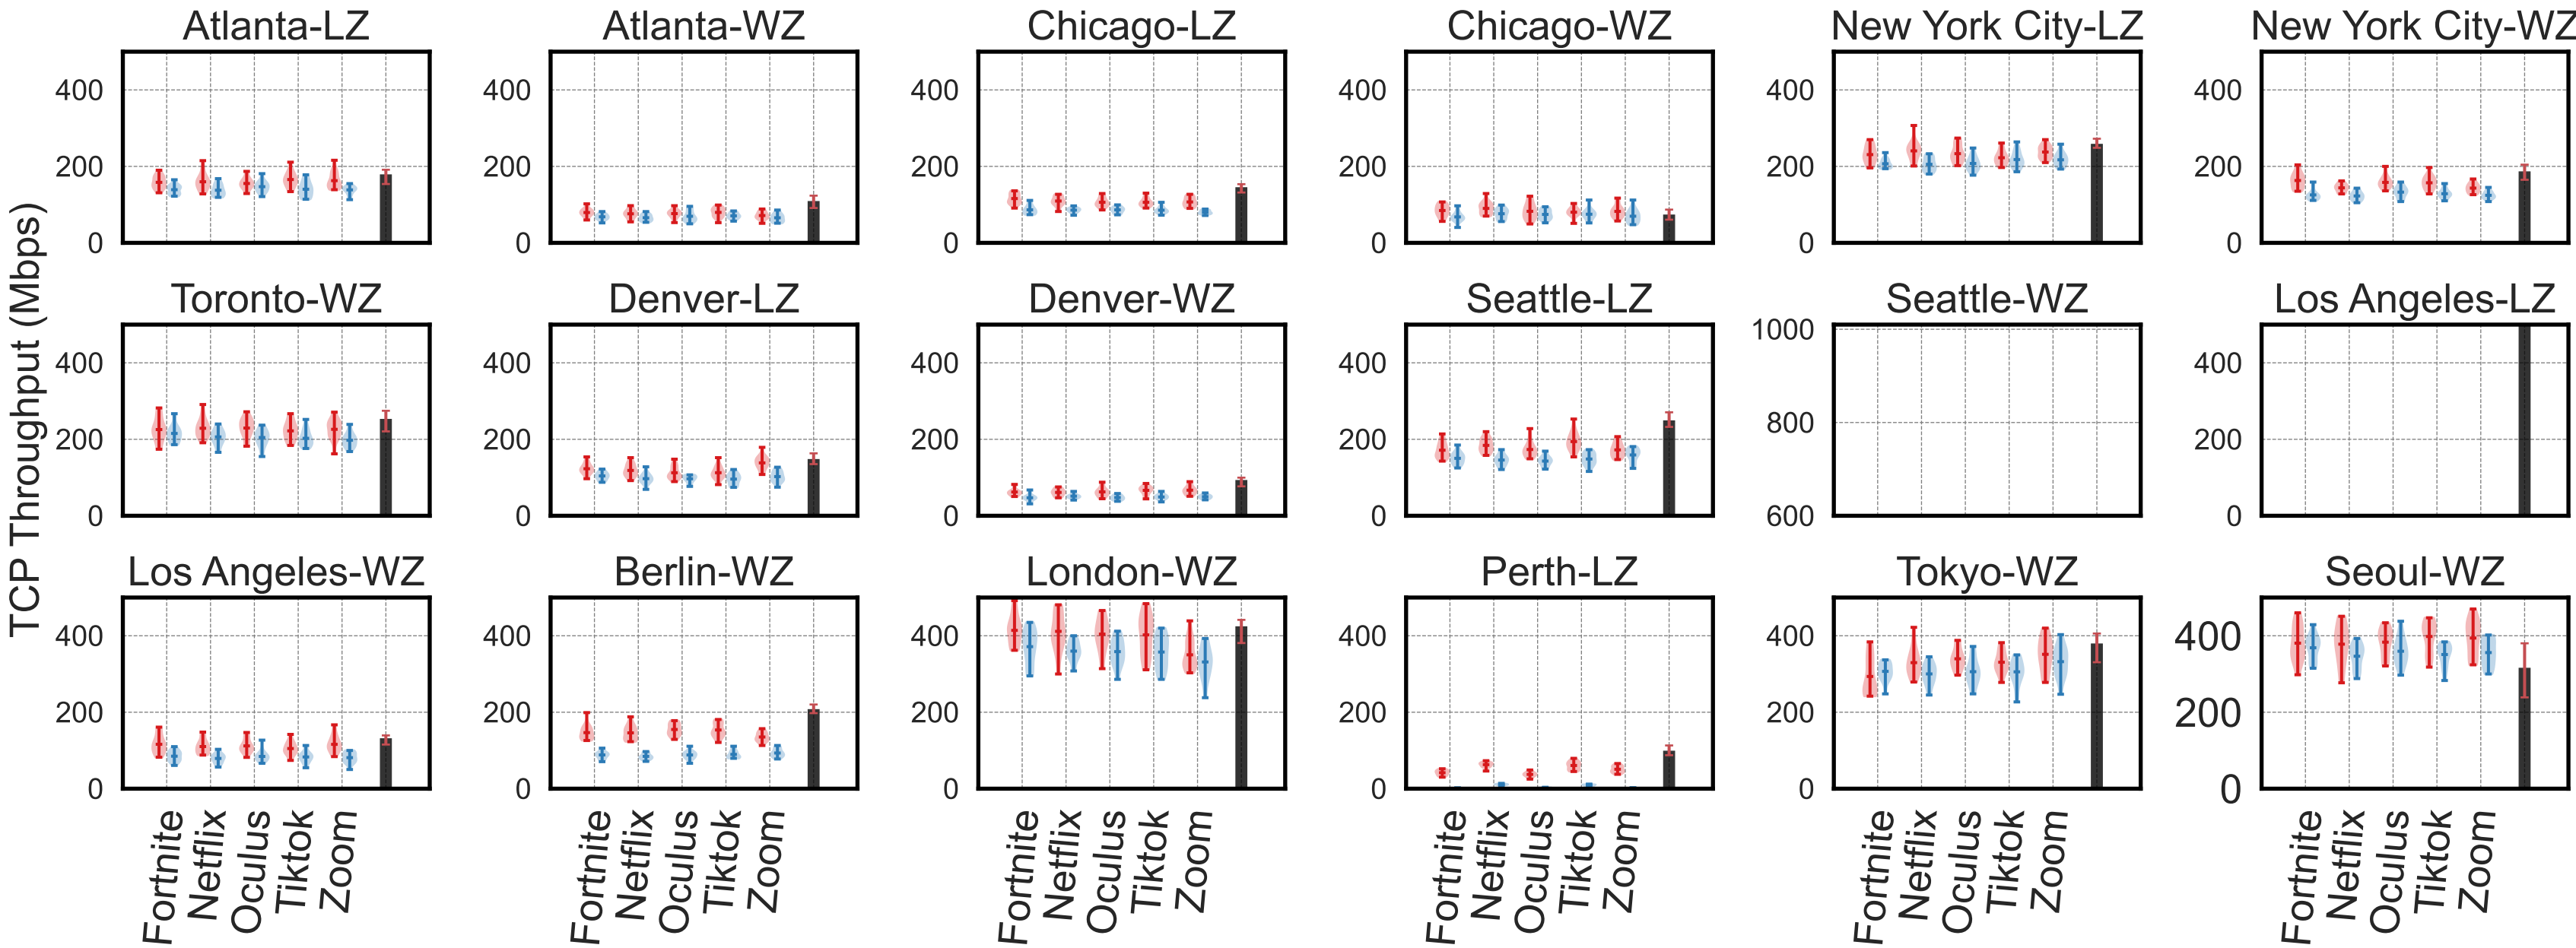 Atlanta-LZ Atlanta-WZ Chicago-LZ Chicago-WZ New York City-LZ New York City-WZ
400 400 400 400 400 400
200 200 200 200 200 200
0 0 0 0 0 0
TCP Throughput (Mbps)
Toronto-WZ Denver-LZ Denver-WZ Seattle-LZ Seattle-WZ Los Angeles-LZ
1000
400 400 400 400 800 400
200 200 200 200 200
0 0 0 0 600 0
Los Angeles-WZ Berlin-WZ London-WZ Perth-LZ Tokyo-WZ Seoul-WZ
400 400 400 400 400 400
200 200 200 200 200 200
0 0 0 0 0 0
Fortnite Netflix Oculus Tiktok Zoom Fortnite Netflix Oculus Tiktok Zoom Fortnite Netflix Oculus Tiktok Zoom Fortnite Netflix Oculus Tiktok Zoom Fortnite Netflix Oculus Tiktok Zoom Fortnite Netflix Oculus Tiktok Zoom